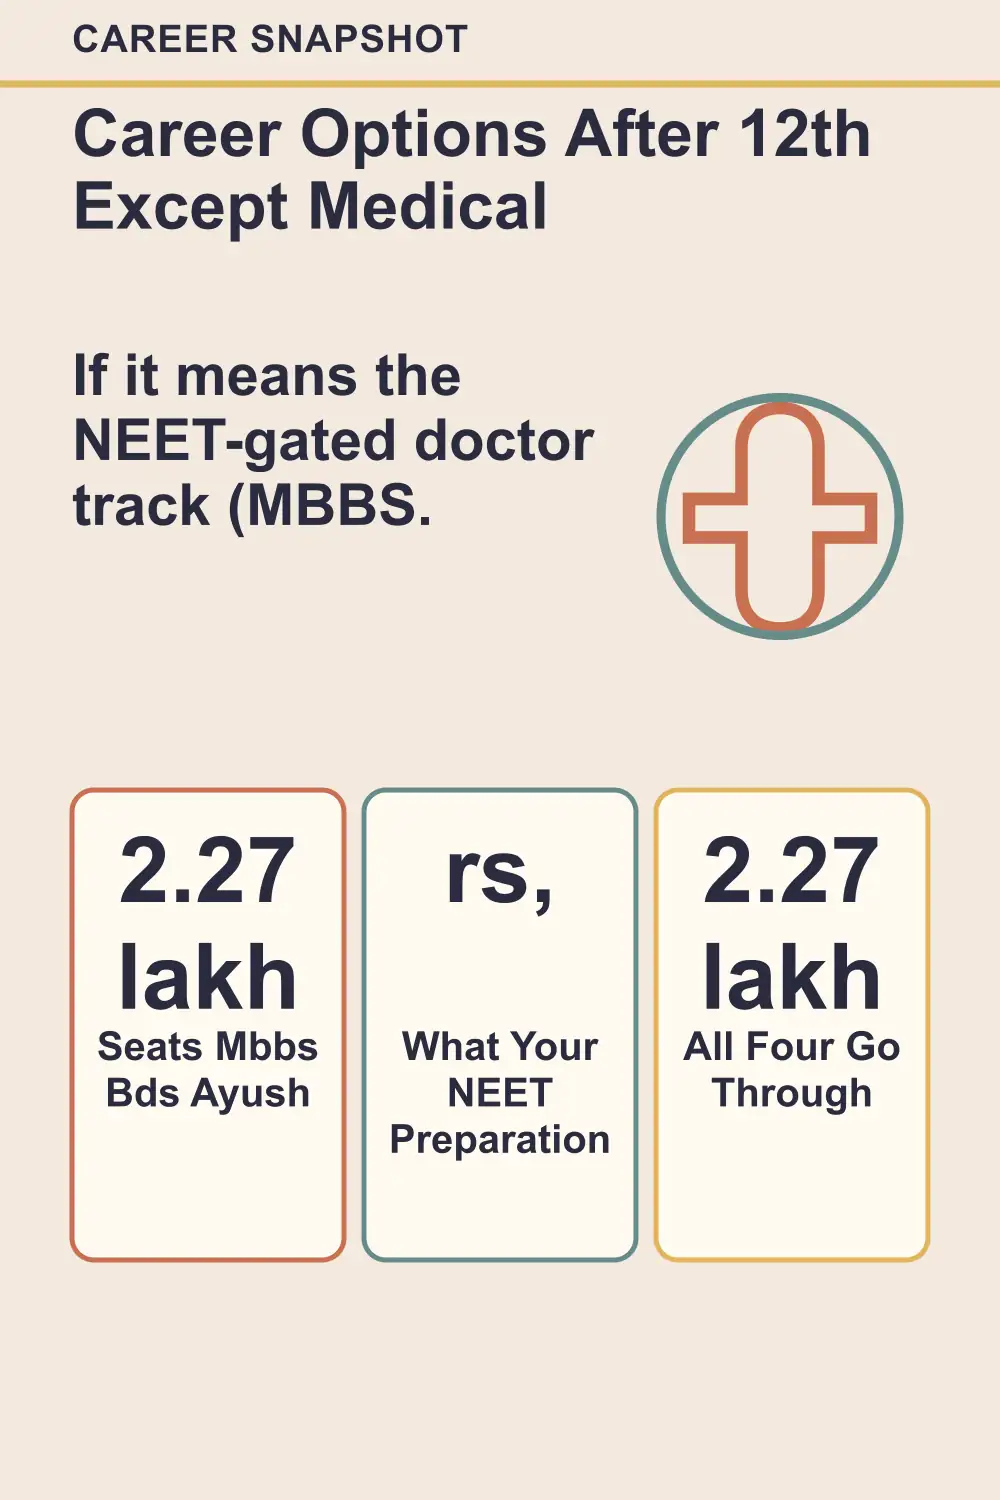 CAREER SNAPSHOT
Career Options After 12th
Except Medical
If it means the
NEET-gated doctor
track (MBBS.
2.27
lakh
Seats Mbbs
Bds Ayush
rs,
What Your
NEET
Preparation
2.27
lakh
All Four Go
Through